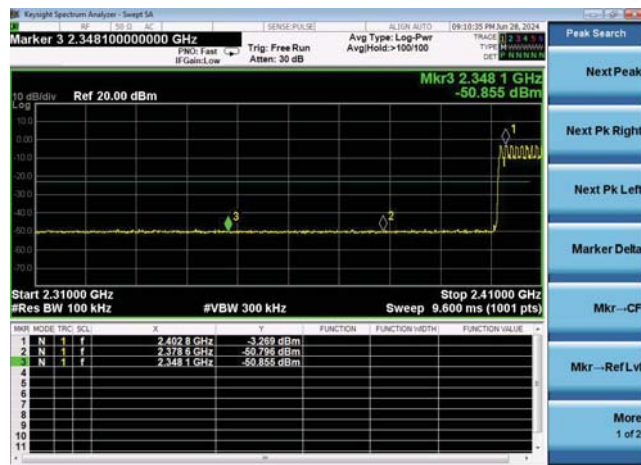 Keysight Spectrum Analyzer - Swept SA
RF 50 Ω AC SENSE:PULSE ALIGN AUTO 09:10:35 PM Jun 28, 2024
Marker 3 2.348100000000 GHz
PNO: Fast
IFGain:Low
Trig: Free Run
Atten: 30 dB
Avg Type: Log-Pwr
Avg|Hold:>100/100
TRACE 1 2 3 4 5 6
TYPE M W W W W W
DET P N N N N N
Mkr3 2.348 1 GHz
-50.855 dBm
10 dB/div Ref 20.00 dBm
Log
10.0
0.00
-10.0
-20.0
-30.0
-40.0
-50.0
-60.0
-70.0
1
2
3
Start 2.31000 GHz Stop 2.41000 GHz
#Res BW 100 kHz #VBW 300 kHz Sweep 9.600 ms (1001 pts)
MKR MODE TRC SCL X Y FUNCTION FUNCTION WIDTH FUNCTION VALUE
1 N 1 f 2.402 8 GHz -3.269 dBm
2 N 1 f 2.378 6 GHz -50.796 dBm
3 N 1 f 2.348 1 GHz -50.855 dBm
4
5
6
7
8
9
10
11
Peak Search
Next Peak
Next Pk Right
Next Pk Left
Marker Delta
Mkr→CF
Mkr→Ref Lvl
More
1 of 2